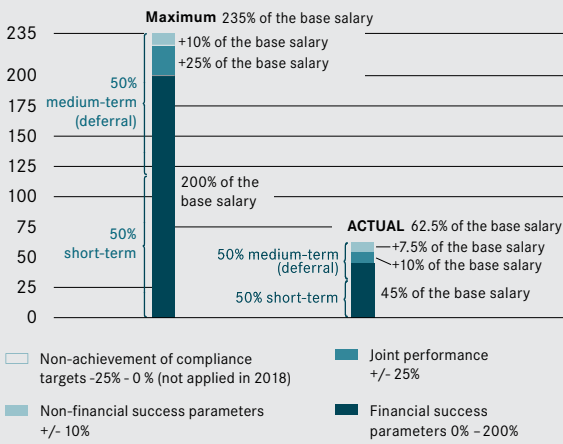 Maximum 235% of the base salary
235
200
175
150
125
100
75
50
25
0
+10% of the base salary
+25% of the base salary
50%
medium-term
(deferral)
200% of the
base salary
50%
short-term
ACTUAL 62.5% of the base salary
+7.5% of the base salary
+10% of the base salary
50% medium-term
(deferral)
50% short-term
45% of the base salary
Non-achievement of compliance
targets -25% - 0 % (not applied in 2018)
Joint performance
+/- 25%
Non-financial success parameters
+/- 10%
Financial success
parameters 0% – 200%